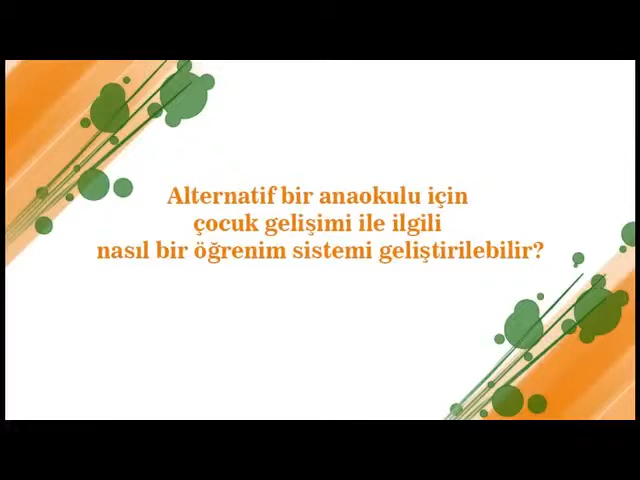 Alternatif bir anaokulu için
çocuk gelişimi ile ilgili
nasıl bir öğrenim sistemi geliştirilebilir?